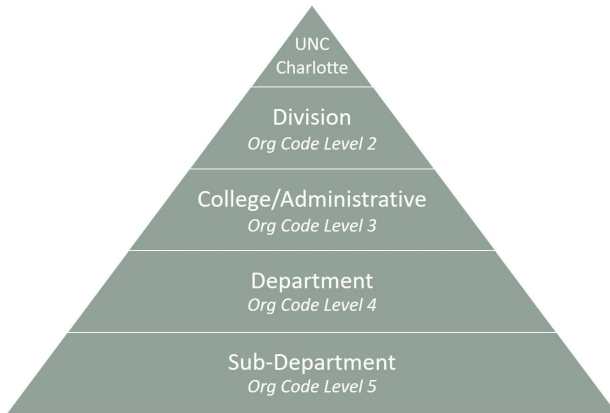 UNC
Charlotte
Division
Org Code Level 2
College/Administrative
Org Code Level 3
Department
Org Code Level 4
Sub-Department
Org Code Level 5